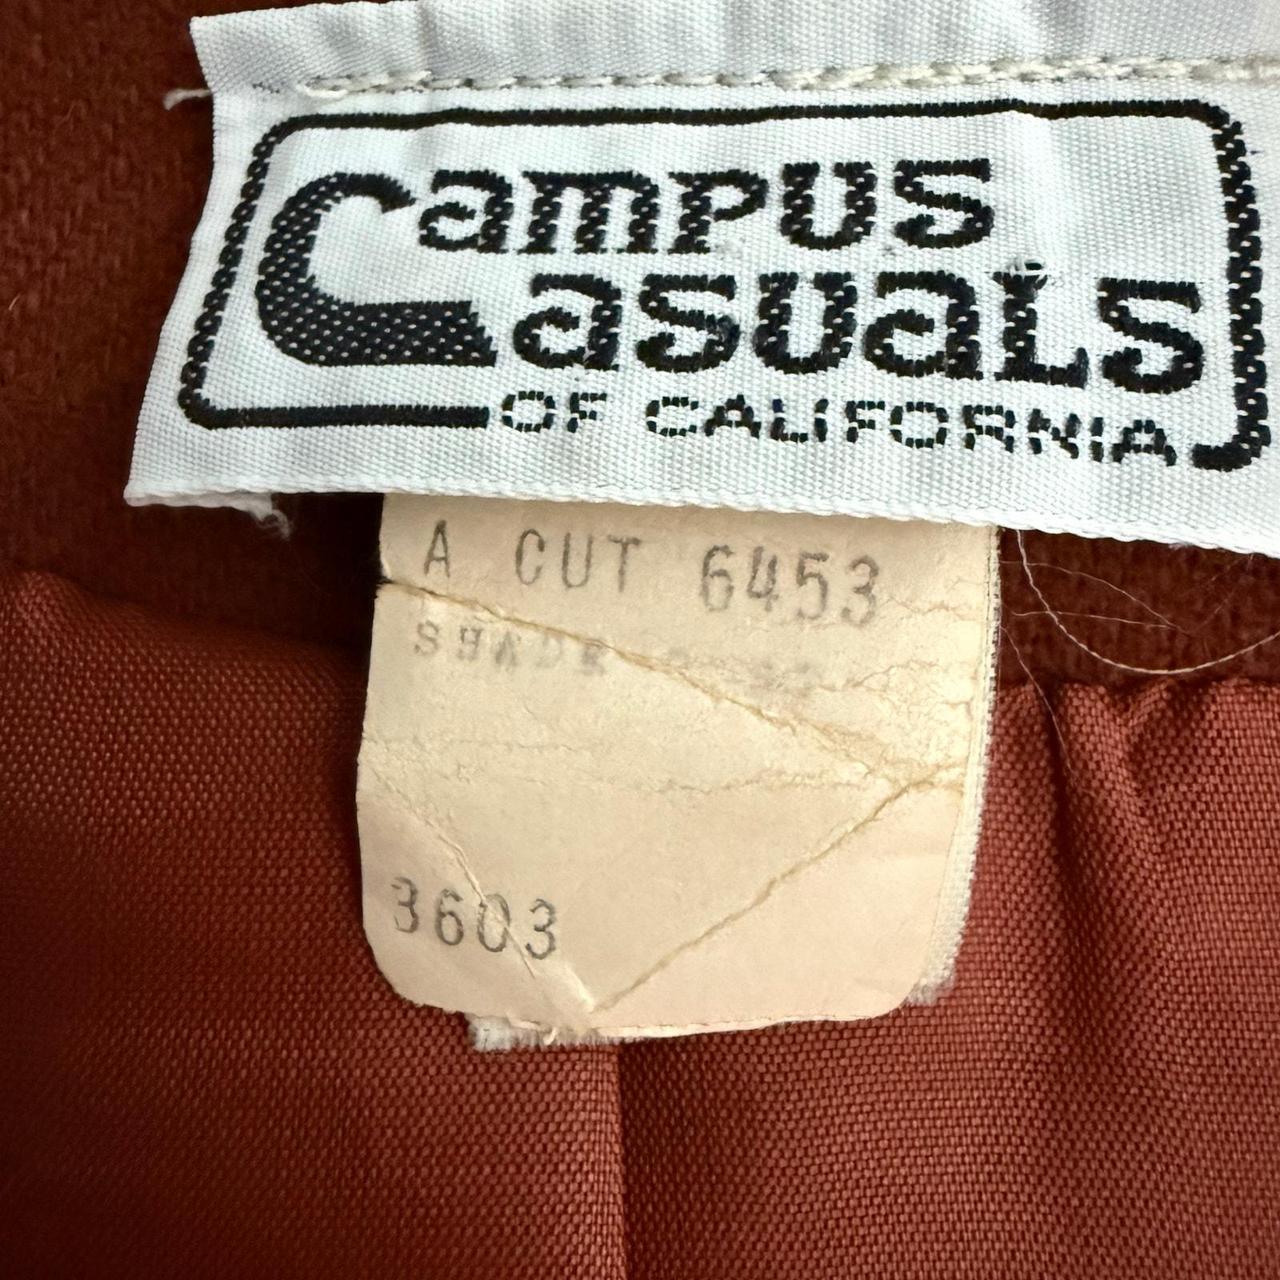 Campus
Casuals
OF CALIFORNIA
A CUT 6453
SHADE
3603